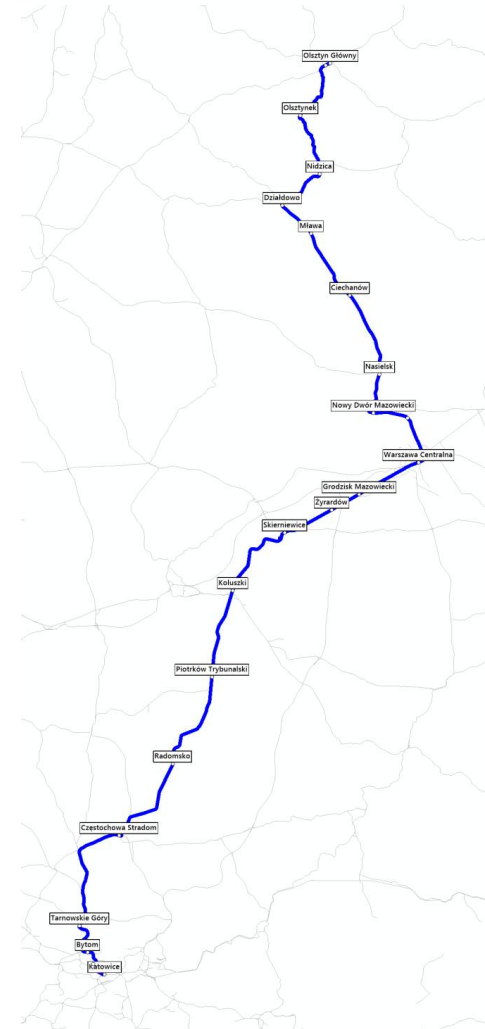 Olsztyn Główny
Olsztynek
Nidzica
Działdowo
Mława
Ciechanów
Nasielsk
Nowy Dwór Mazowiecki
Warszawa Centralna
Grodzisk Mazowiecki
Żyrardów
Skierniewice
Koluszki
Piotrków Trybunalski
Radomsko
Częstochowa Stradom
Tarnowskie Góry
Bytom
Katowice